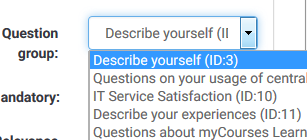 Question
group:
Describe yourself (II
Describe yourself (ID:3)
Questions on your usage of central
IT Service Satisfaction (ID:10)
andatory:
Describe your experiences (ID:11)
Questions about myCourses Learn